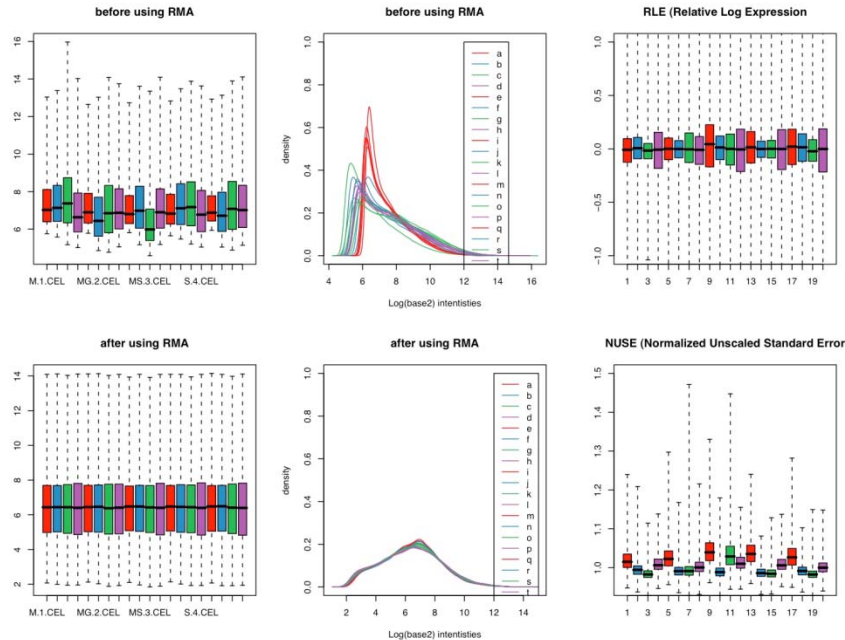 before using RMA
16
14
12
10
8
6
M.1.CEL MG.2.CEL MS.3.CEL S.4.CEL
before using RMA
density
1.0
0.8
0.6
0.4
0.2
0.0
a
b
c
d
e
f
g
h
i
j
k
l
m
n
o
p
q
r
s
t
4 6 8 10 12 14 16
Log(base2) intentisties
RLE (Relative Log Expression
1.0
0.5
0.0
−0.5
−1.0
1 3 5 7 9 11 13 15 17 19
after using RMA
14
12
10
8
6
4
2
M.1.CEL MG.2.CEL MS.3.CEL S.4.CEL
after using RMA
density
1.0
0.8
0.6
0.4
0.2
0.0
a
b
c
d
e
f
g
h
i
j
k
l
m
n
o
p
q
r
s
t
2 4 6 8 10 12 14
Log(base2) intentisties
NUSE (Normalized Unscaled Standard Error
1.5
1.4
1.3
1.2
1.1
1.0
1 3 5 7 9 11 13 15 17 19